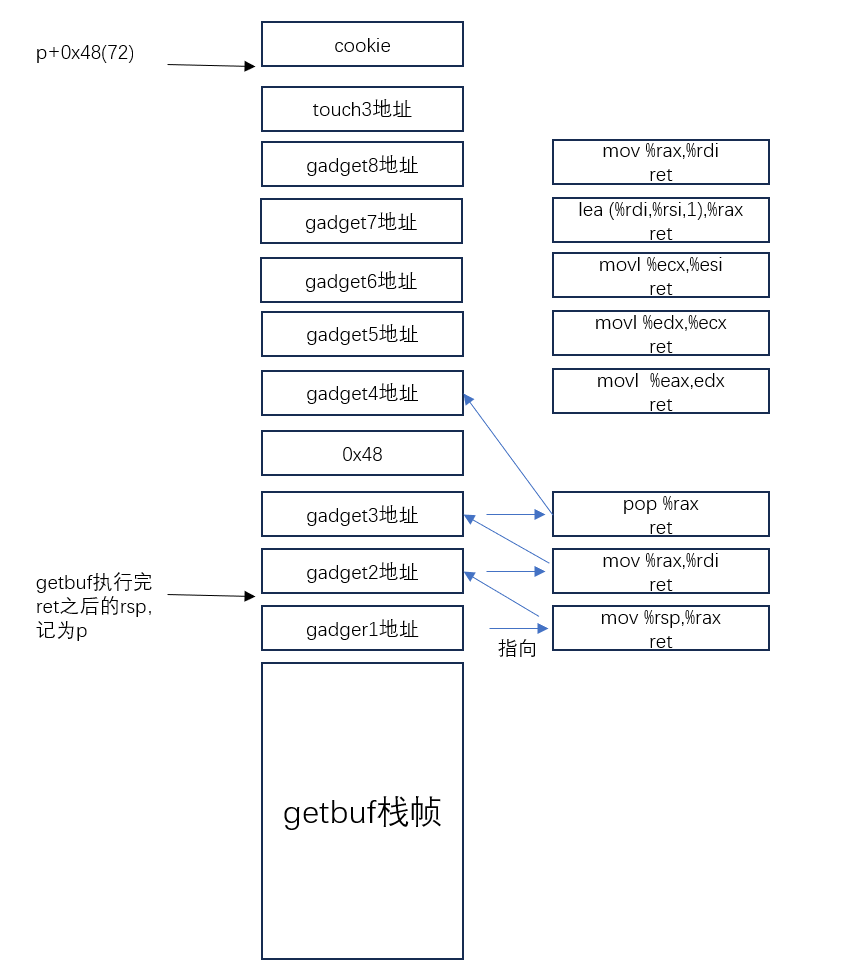 p+0x48(72)
cookie
touch3地址
gadget8地址
mov %rax,%rdi
ret
gadget7地址
lea (%rdi,%rsi,1),%rax
ret
gadget6地址
movl %ecx,%esi
ret
gadget5地址
movl %edx,%ecx
ret
gadget4地址
movl %eax,edx
ret
0x48
gadget3地址
pop %rax
ret
gadget2地址
mov %rax,%rdi
ret
getbuf执行完
ret之后的rsp,
记为p
gadger1地址
mov %rsp,%rax
ret
指向
getbuf栈帧